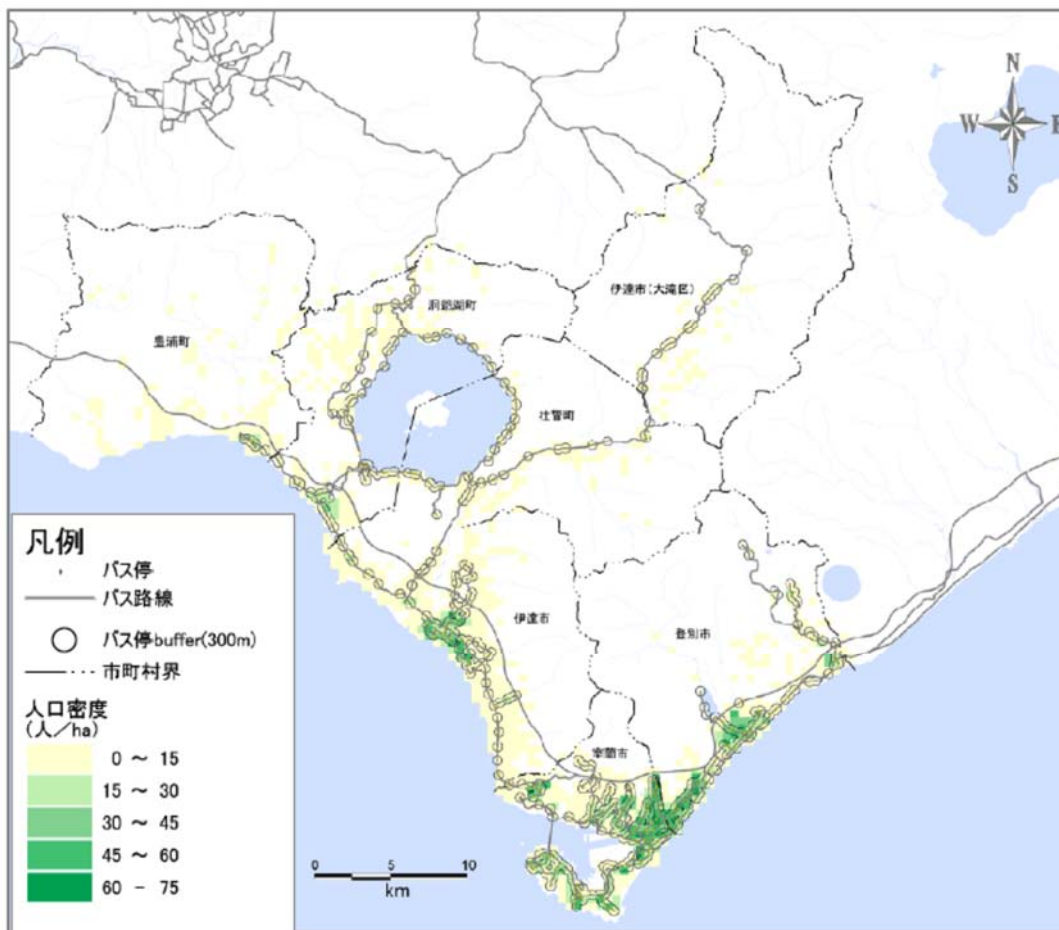 N
W
E
S
伊達市(大滝区)
洞爺湖町
豊浦町
壮瞥町
伊達市
登別市
室蘭市
凡例
バス停
バス路線
バス停buffer(300m)
市町村界
人口密度
(人/ha)
0 ~ 15
15 ~ 30
30 ~ 45
45 ~ 60
60 - 75
0 5 10
km